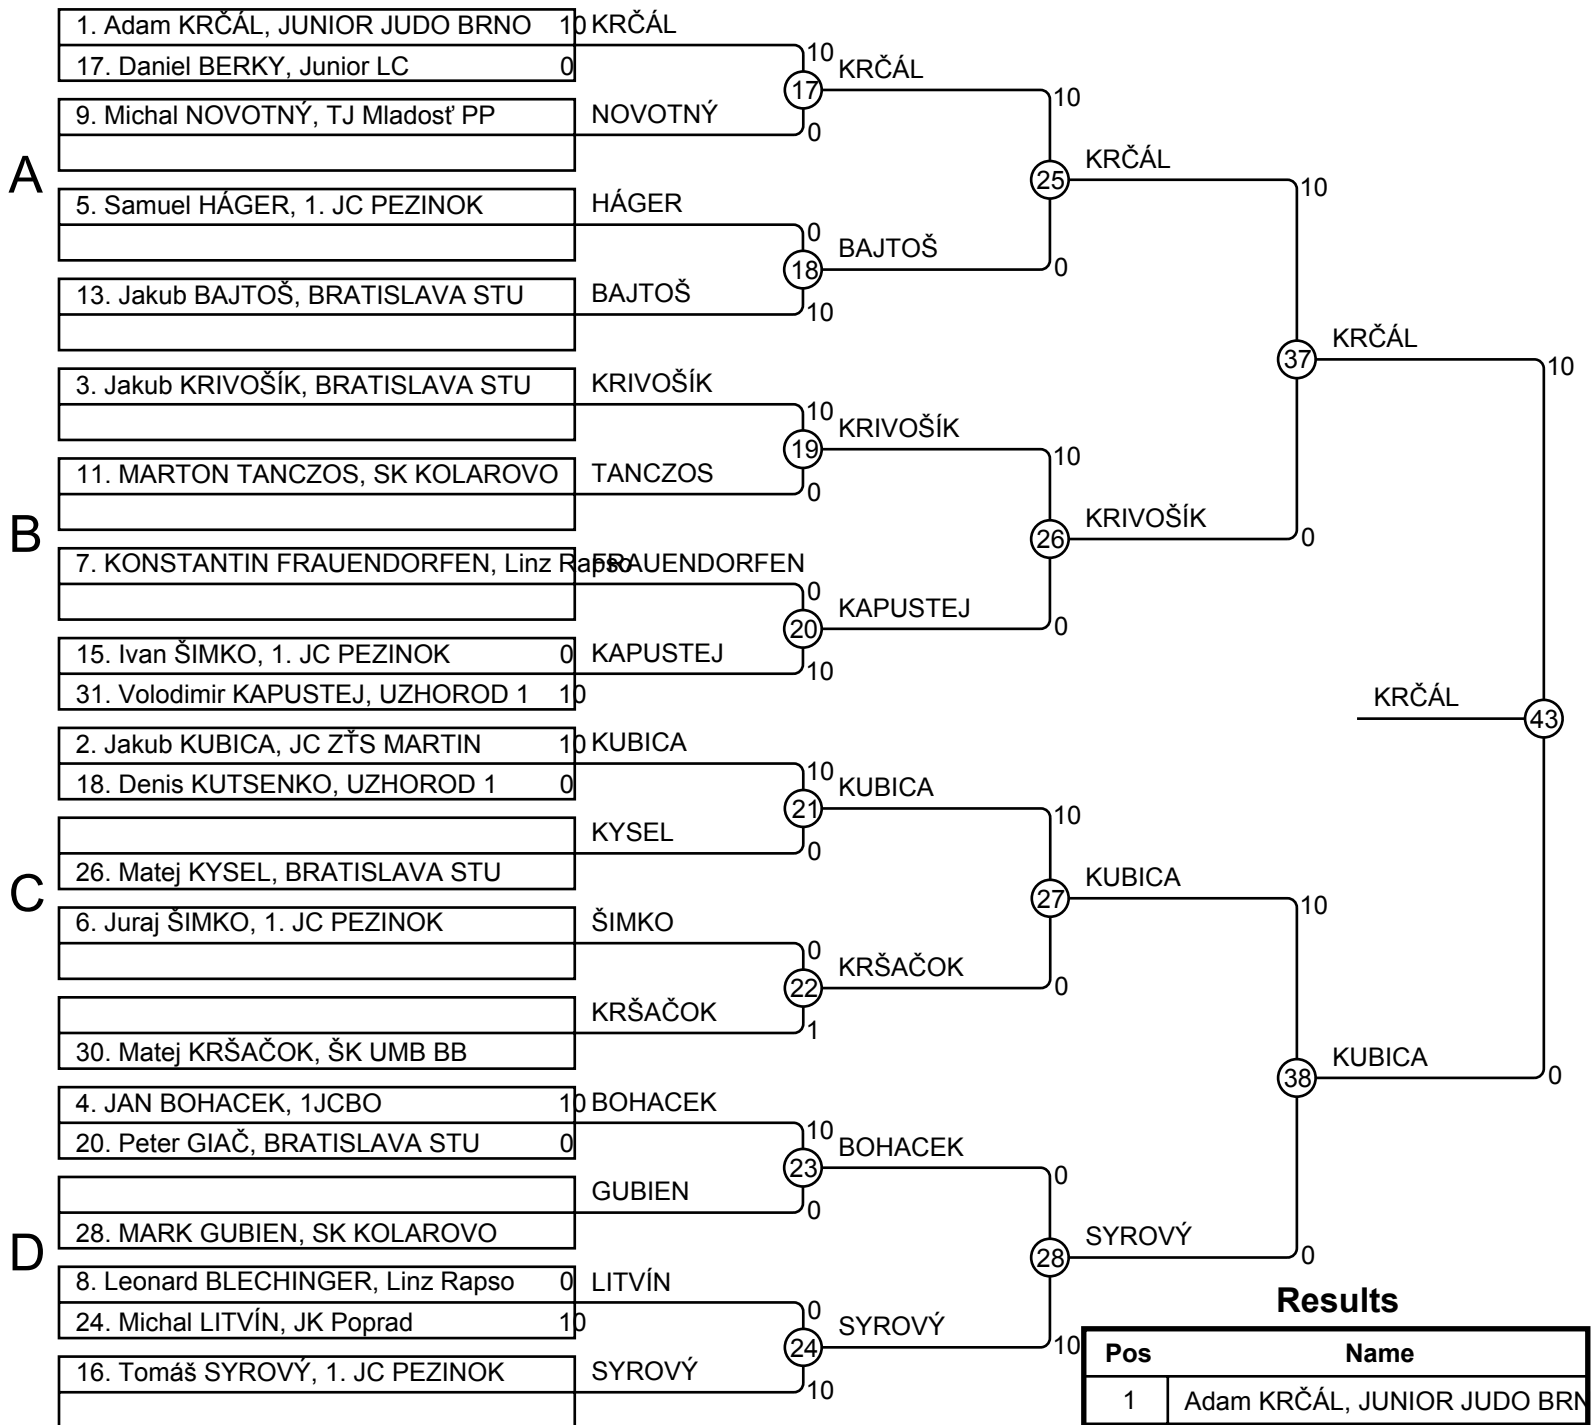 1. Adam KRČÁL, JUNIOR JUDO BRNO 10 KRČÁL
17. Daniel BERKY, Junior LC 0
10
17 KRČÁL
9. Michal NOVOTNÝ, TJ Mladosť PP NOVOTNÝ
0
10
A
25 KRČÁL
5. Samuel HÁGER, 1. JC PEZINOK HÁGER
0
18 BAJTOŠ
0
13. Jakub BAJTOŠ, BRATISLAVA STU BAJTOŠ
10
10
37 KRČÁL
3. Jakub KRIVOŠÍK, BRATISLAVA STU KRIVOŠÍK
10
19 KRIVOŠÍK
11. MARTON TANCZOS, SK KOLAROVO TANCZOS
0
10
B
26 KRIVOŠÍK
0
7. KONSTANTIN FRAUENDORFEN, Linz Rapso FRAUENDORFEN
0
20 KAPUSTEJ
0
15. Ivan ŠIMKO, 1. JC PEZINOK 0 KAPUSTEJ
31. Volodimir KAPUSTEJ, UZHOROD 1 10
10
10
KRČÁL 43
2. Jakub KUBICA, JC ZŤS MARTIN 10 KUBICA
18. Denis KUTSENKO, UZHOROD 1 0
10
21 KUBICA
KYSEL
26. Matej KYSEL, BRATISLAVA STU
0
10
C
27 KUBICA
6. Juraj ŠIMKO, 1. JC PEZINOK ŠIMKO
0
22 KRŠAČOK
0
KRŠAČOK
30. Matej KRŠAČOK, ŠK UMB BB
1
10
38 KUBICA
0
4. JAN BOHACEK, 1JCBO 10 BOHACEK
20. Peter GIAČ, BRATISLAVA STU 0
10
23 BOHACEK
GUBIEN
28. MARK GUBIEN, SK KOLAROVO
0
0
D
28 SYROVÝ
0
8. Leonard BLECHINGER, Linz Rapso 0 LITVÍN
24. Michal LITVÍN, JK Poprad 10
0
24 SYROVÝ
10
16. Tomáš SYROVÝ, 1. JC PEZINOK SYROVÝ
10
Results
Pos Name
1 Adam KRČÁL, JUNIOR JUDO BRN